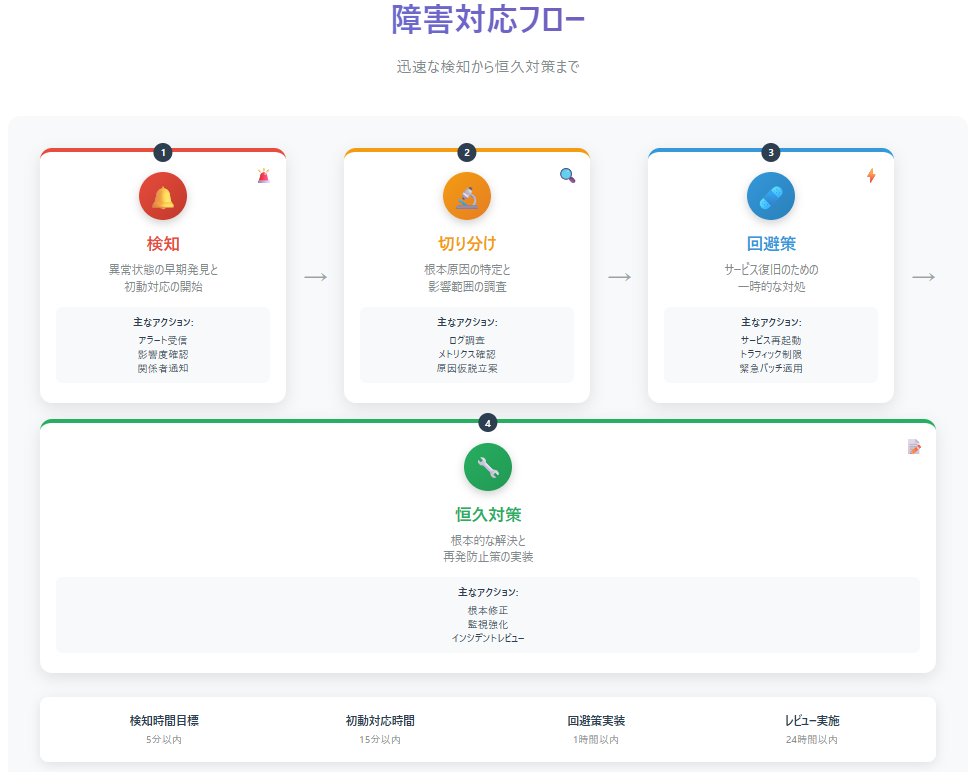 障害対応フロー
迅速な検知から恒久対策まで
1
検知
異常状態の早期発見と
初動対応の開始
主なアクション:
アラート受信
影響度確認
関係者通知
→
2
切り分け
根本原因の特定と
影響範囲の調査
主なアクション:
ログ調査
メトリクス確認
原因仮説立案
→
3
回避策
サービス復旧のための
一時的な対処
主なアクション:
サービス再起動
トラフィック制限
緊急パッチ適用
→
4
恒久対策
根本的な解決と
再発防止策の実装
主なアクション:
根本修正
監視強化
インシデントレビュー
検知時間目標
5分以内
初動対応時間
15分以内
回避策実装
1時間以内
レビュー実施
24時間以内